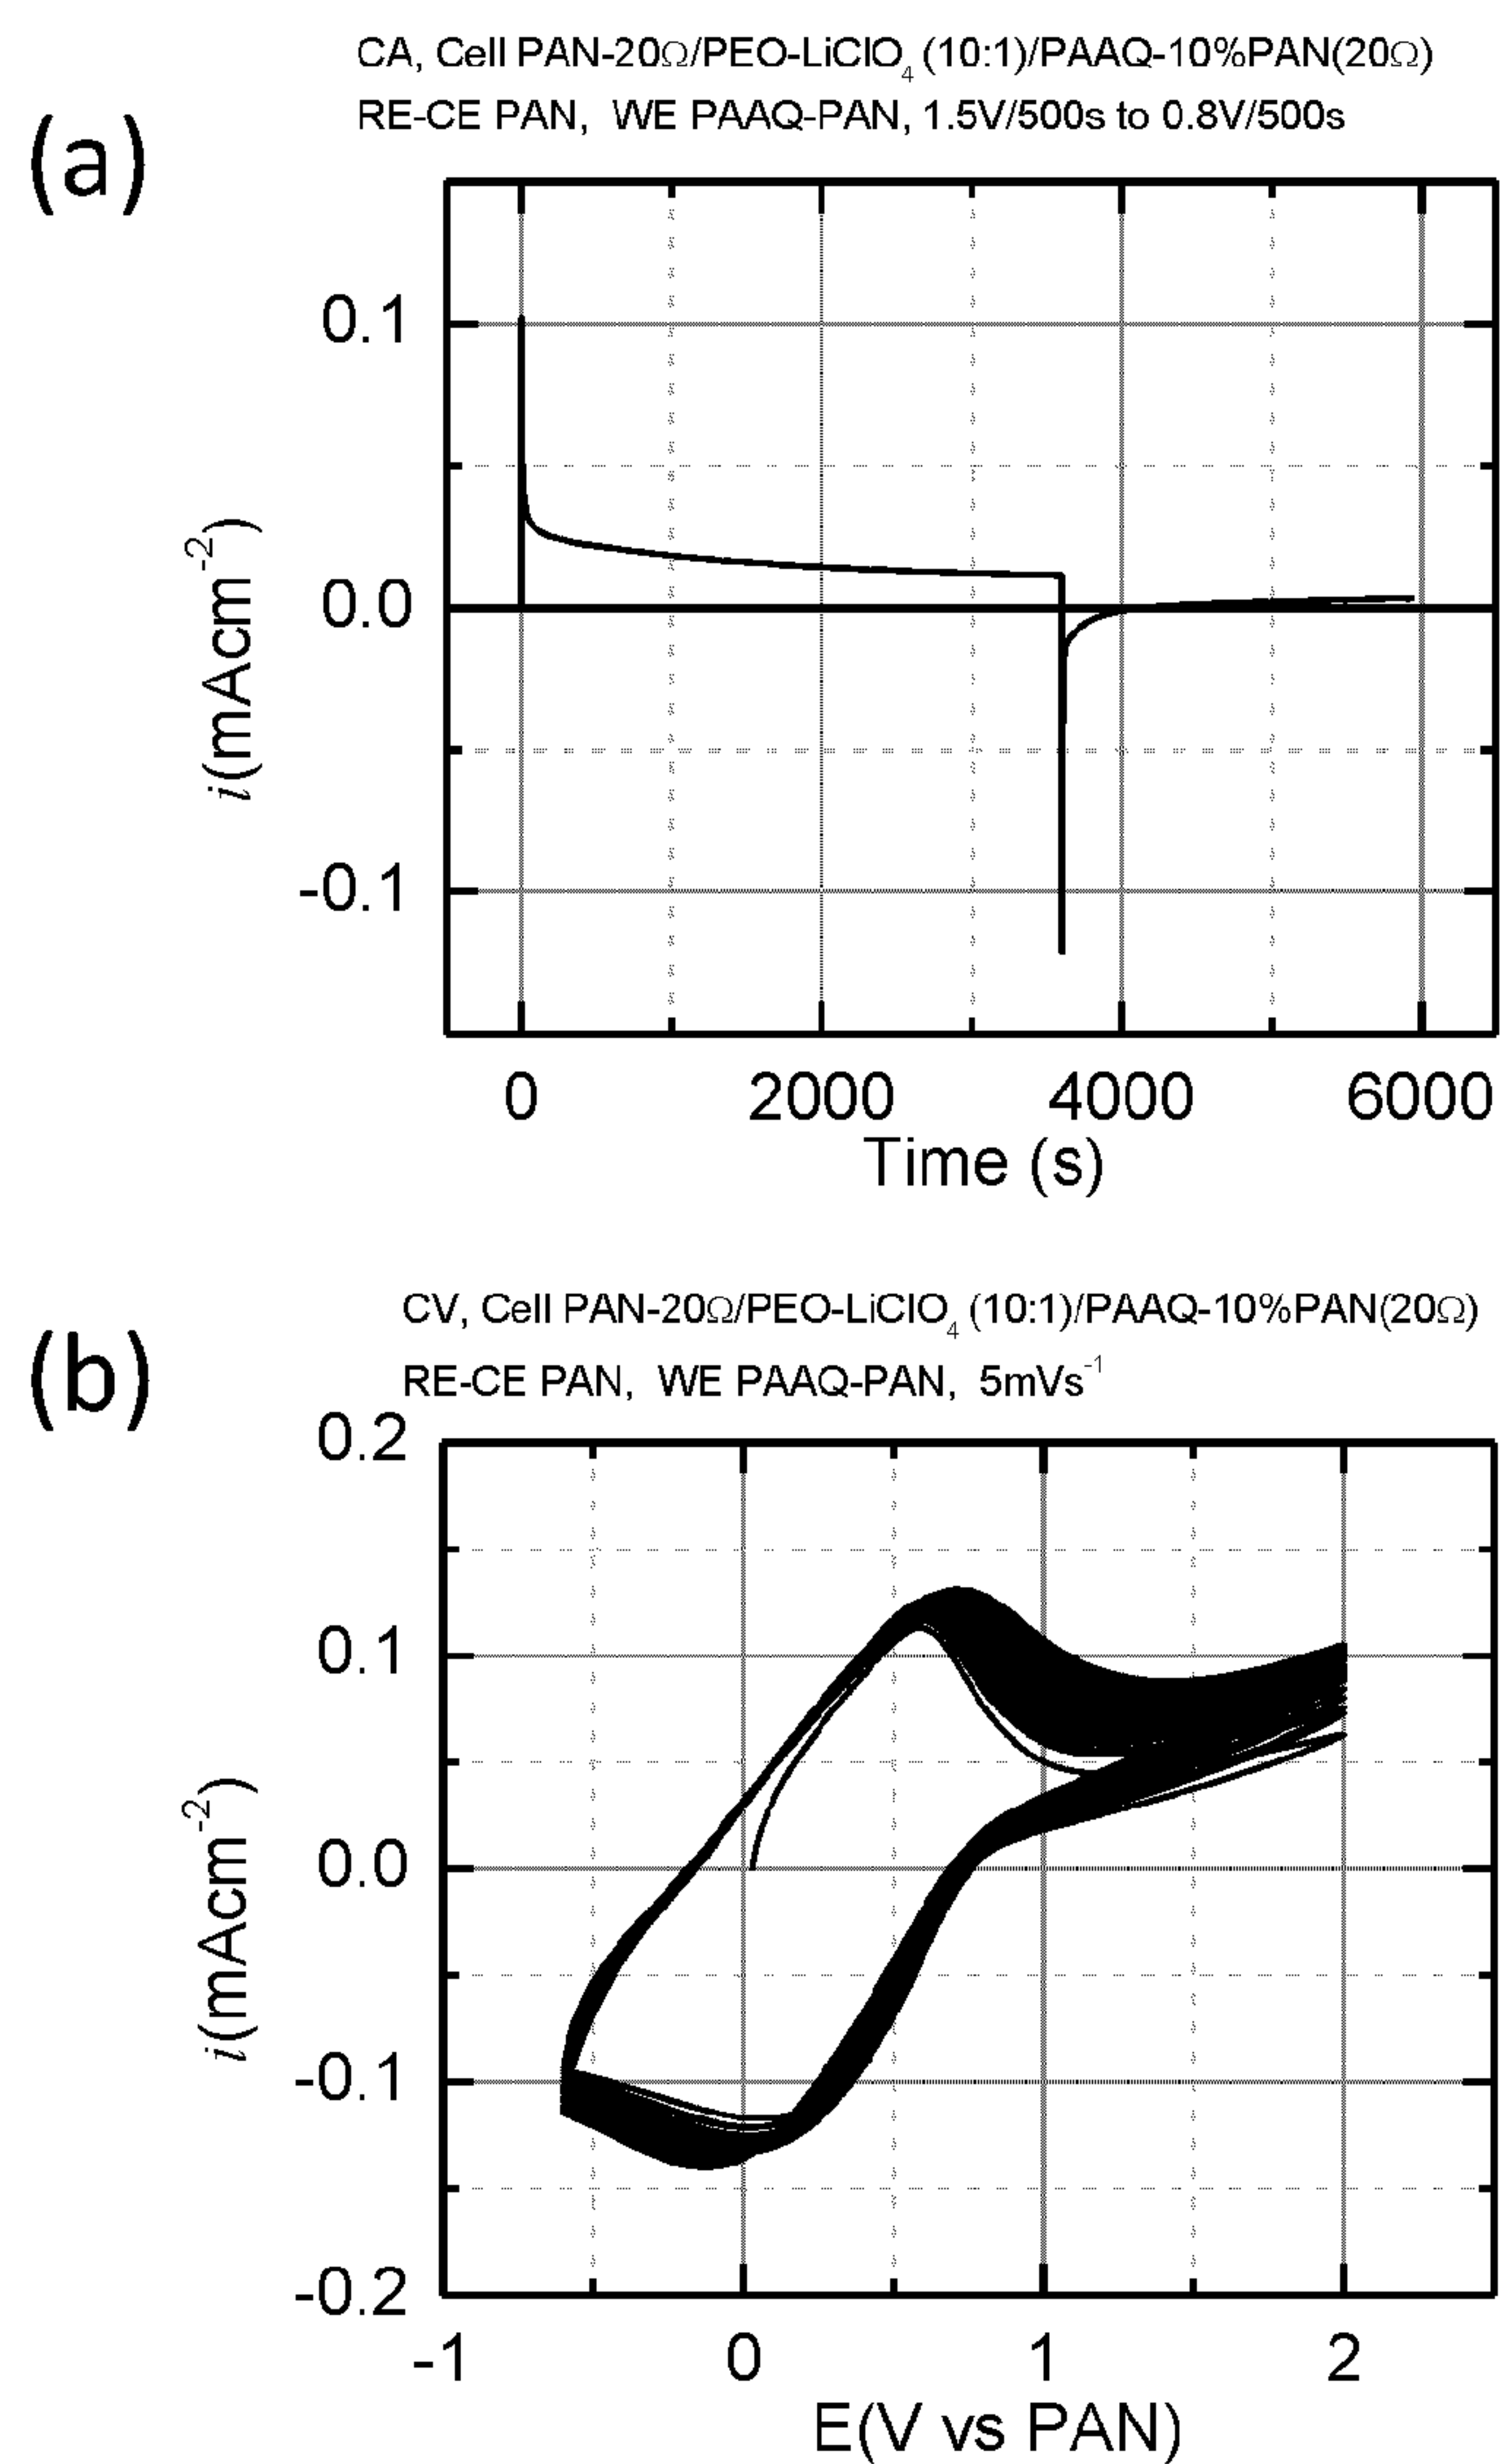 CA, Cell PAN-20Ω/PEO-LiClO₄ (10:1)/PAAQ-10%PAN(20Ω)
RE-CE PAN, WE PAAQ-PAN, 1.5V/500s to 0.8V/500s
(a)
0.1
0.0
-0.1
i(mAcm⁻²)
0 2000 4000 6000
Time (s)
CV, Cell PAN-20Ω/PEO-LiClO₄ (10:1)/PAAQ-10%PAN(20Ω)
(b)
RE-CE PAN, WE PAAQ-PAN, 5mVs⁻¹
0.2
0.1
0.0
-0.1
-0.2
i(mAcm⁻²)
-1 0 1 2
E(V vs PAN)